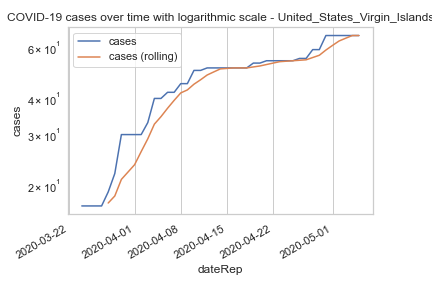 COVID-19 cases over time with logarithmic scale - United_States_Virgin_Islands
cases
cases (rolling)
6 × 10¹
4 × 10¹
3 × 10¹
2 × 10¹
cases
2020-03-22
2020-04-01
2020-04-08
2020-04-15
2020-04-22
2020-05-01
dateRep